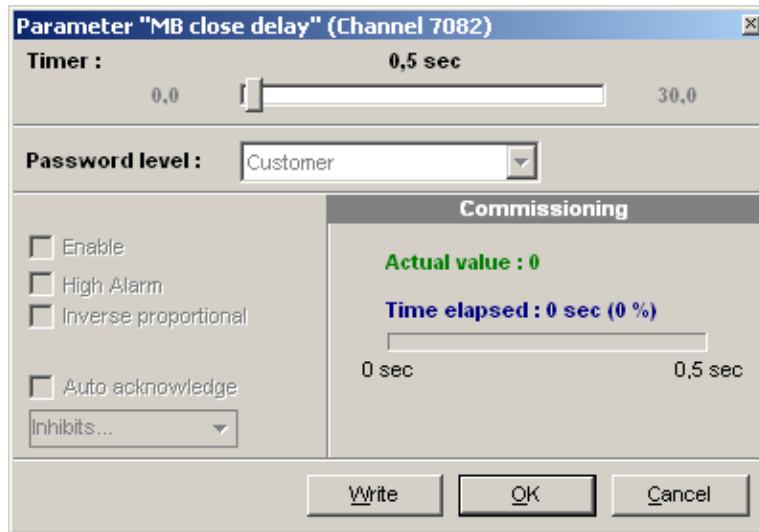 Parameter "MB close delay" (Channel 7082)
Timer : 0,5 sec
0,0 30,0
Password level : Customer
Commissioning
Enable
High Alarm
Inverse proportional
Auto acknowledge
Inhibits...
Actual value : 0
Time elapsed : 0 sec (0 %)
0 sec 0,5 sec
Write OK Cancel